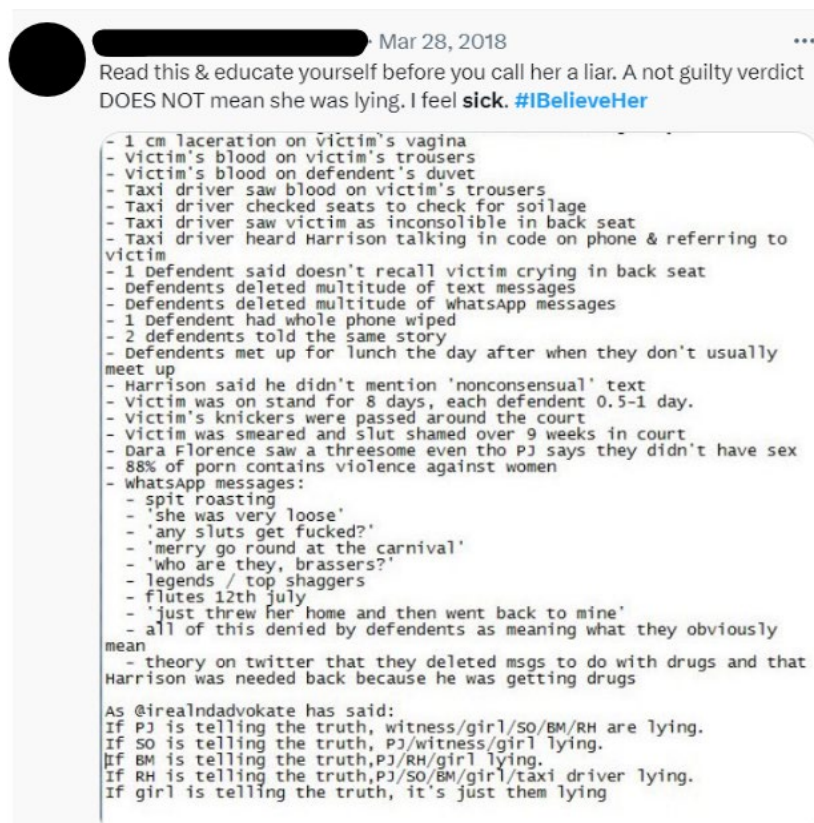 Mar 28, 2018
Read this & educate yourself before you call her a liar. A not guilty verdict
DOES NOT mean she was lying. I feel sick. #IBelieveHer
- 1 cm laceration on victim's vagina
- Victim's blood on victim's trousers
- Victim's blood on defendent's duvet
- Taxi driver saw blood on victim's trousers
- Taxi driver checked seats to check for soilage
- Taxi driver saw victim as inconsolible in back seat
- Taxi driver heard Harrison talking in code on phone & referring to
victim
- 1 Defendent said doesn't recall victim crying in back seat
- Defendents deleted multitude of text messages
- Defendents deleted multitude of WhatsApp messages
- 1 Defendent had whole phone wiped
- 2 defendents told the same story
- Defendents met up for lunch the day after when they don't usually
meet up
- Harrison said he didn't mention 'nonconsensual' text
- Victim was on stand for 8 days, each defendent 0.5-1 day.
- Victim's knickers were passed around the court
- Victim was smeared and slut shamed over 9 weeks in court
- Dara Florence saw a threesome even tho PJ says they didn't have sex
- 88% of porn contains violence against women
- WhatsApp messages:
- spit roasting
- 'she was very loose'
- 'any sluts get fucked?'
- 'merry go round at the carnival'
- 'who are they, brassers?'
- legends / top shaggers
- flutes 12th july
- 'just threw her home and then went back to mine'
- all of this denied by defendents as meaning what they obviously
mean
- theory on twitter that they deleted msgs to do with drugs and that
Harrison was needed back because he was getting drugs
As @irealndadvokate has said:
If PJ is telling the truth, witness/girl/SO/BM/RH are lying.
If SO is telling the truth, PJ/witness/girl lying.
If BM is telling the truth,PJ/RH/girl lying.
If RH is telling the truth,PJ/SO/BM/girl/taxi driver lying.
If girl is telling the truth, it's just them lying